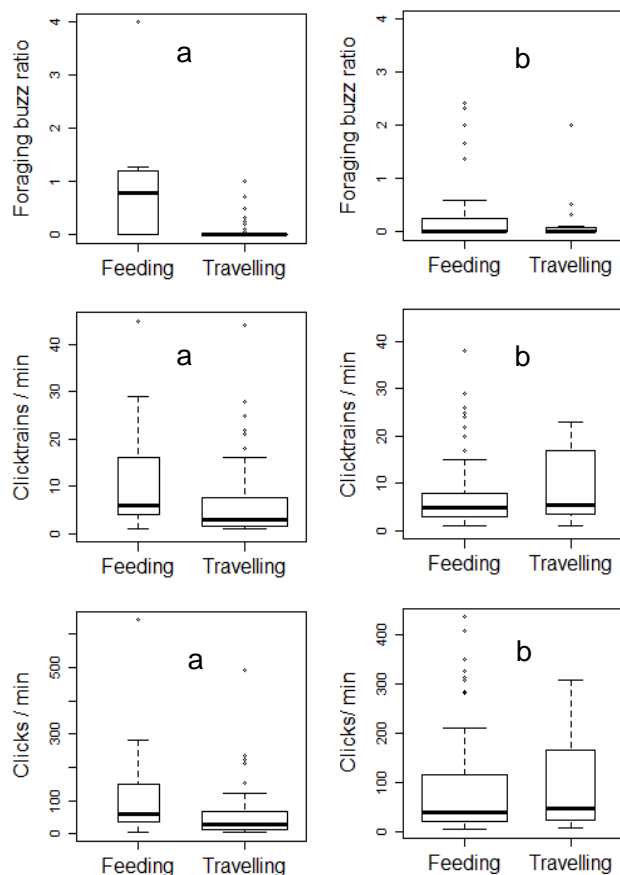 a
Foraging buzz ratio
4
3
2
1
0
Feeding Travelling
b
Foraging buzz ratio
4
3
2
1
0
Feeding Travelling
a
Clicktrains / min
40
30
20
10
0
Feeding Travelling
b
Clicktrains / min
40
30
20
10
0
Feeding Travelling
a
Clicks / min
500
300
100
0
Feeding Travelling
b
Clicks/ min
400
300
200
100
0
Feeding Travelling